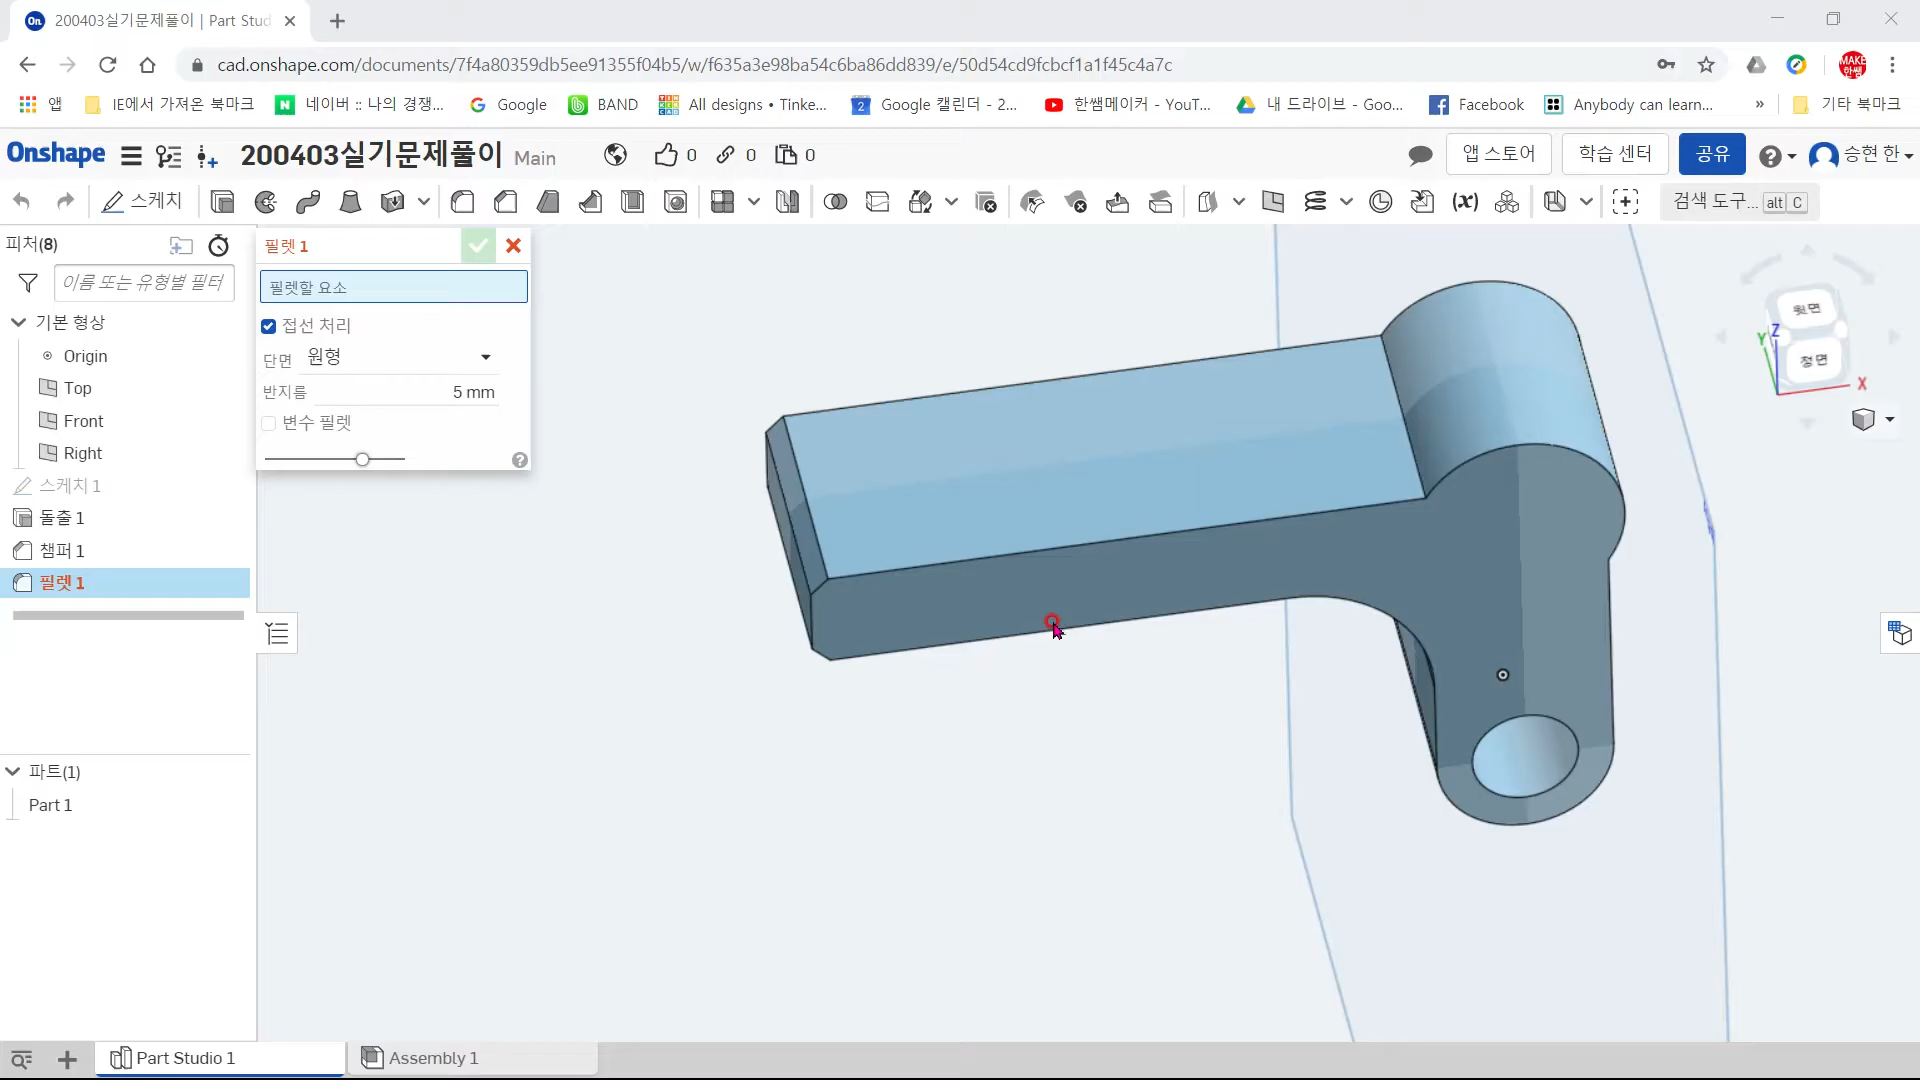 200403실기문제풀이 | Part Stud
cad.onshape.com/documents/7f4a80359db5ee91355f04b5/w/f635a3e98ba54c6ba86dd839/e/50d54cd9fcbcf1a1f45c4a7c
MAKE
한쌤
앱 IE에서 가져온 북마크 네이버 :: 나의 경쟁... Google BAND All designs • Tinke... Google 캘린더 - 2... 한쌤메이커 - YouT... 내 드라이브 - Goo... Facebook Anybody can learn... » 기타 북마크
Onshape 200403실기문제풀이 Main 0 0 0 앱 스토어 학습 센터 공유 승현 한
스케치 (x) 검색 도구... alt C
피처(8)
이름 또는 유형별 필터
기본 형상
Origin
Top
Front
Right
스케치 1
돌출 1
챔퍼 1
필렛 1
필렛 1
필렛할 요소
접선 처리
단면 원형
반지름 5 mm
변수 필렛
윗면
정면
Z
Y
X
파트(1)
Part 1
Part Studio 1 Assembly 1